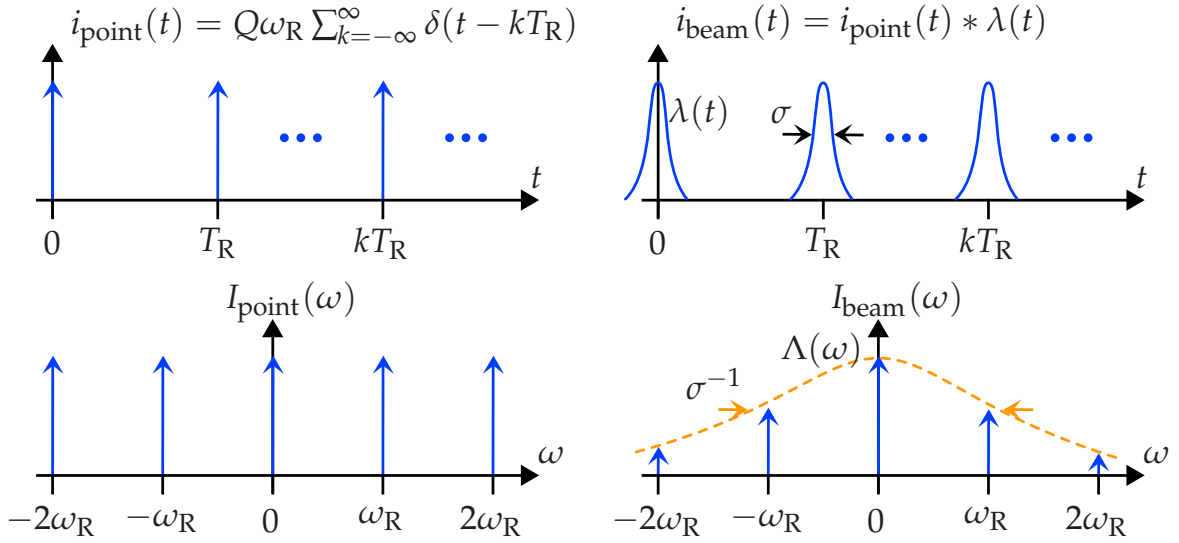 i_point(t) = Qω_R ∑_{k=−∞}^{∞} δ(t − kT_R)
t
0 T_R kT_R
i_beam(t) = i_point(t) * λ(t)
λ(t)
σ
t
0 T_R kT_R
I_point(ω)
ω
−2ω_R −ω_R 0 ω_R 2ω_R
I_beam(ω)
Λ(ω)
σ^{−1}
ω
−2ω_R −ω_R 0 ω_R 2ω_R